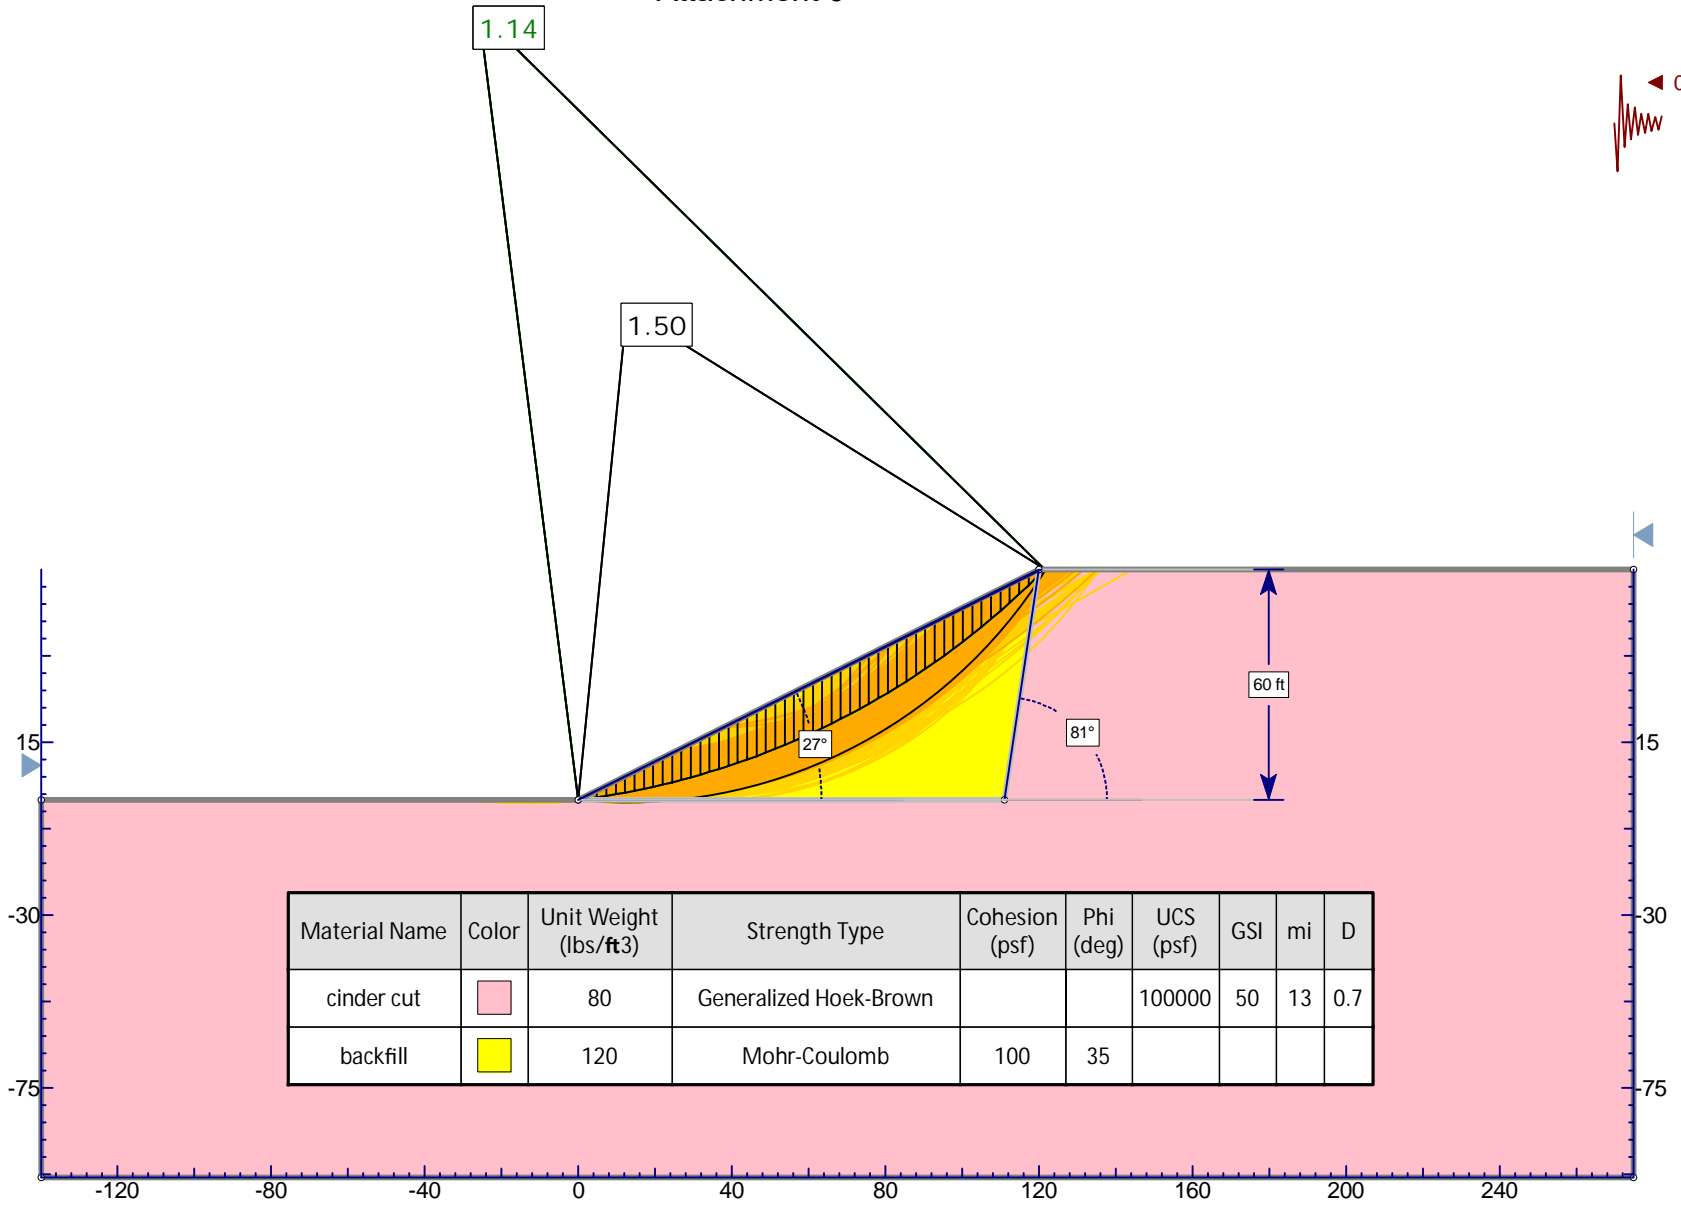 1.14
1.50
15
15
27°
81°
60 ft
-30
-30
Material Name Color Unit Weight (lbs/ft3) Strength Type Cohesion (psf) Phi (deg) UCS (psf) GSI mi D
cinder cut 80 Generalized Hoek-Brown 100000 50 13 0.7
backfill 120 Mohr-Coulomb 100 35
-75
-75
-120 -80 -40 0 40 80 120 160 200 240